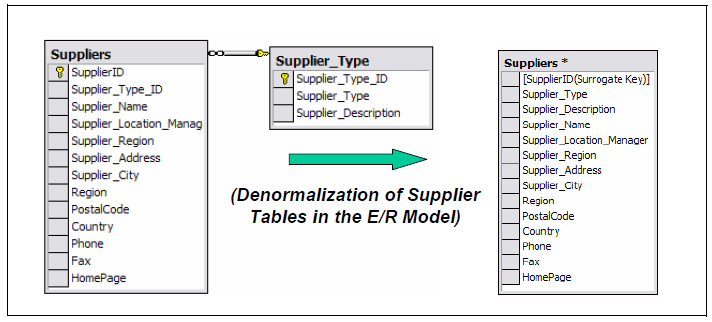 Suppliers
SupplierID
Supplier_Type_ID
Supplier_Name
Supplier_Location_Manag
Supplier_Region
Supplier_Address
Supplier_City
Region
PostalCode
Country
Phone
Fax
HomePage
Supplier_Type
Supplier_Type_ID
Supplier_Type
Supplier_Description
(Denormalization of Supplier
Tables in the E/R Model)
Suppliers *
[SupplierID(Surrogate Key)]
Supplier_Type
Supplier_Description
Supplier_Name
Supplier_Location_Manager
Supplier_Region
Supplier_Address
Supplier_City
Region
PostalCode
Country
Phone
Fax
HomePage